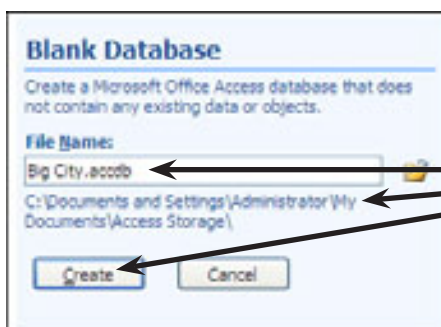 Blank Database
Create a Microsoft Office Access database that does
not contain any existing data or objects.
File Name:
Big City.accdb
C:\Documents and Settings\Administrator\My
Documents\Access Storage\
Create Cancel